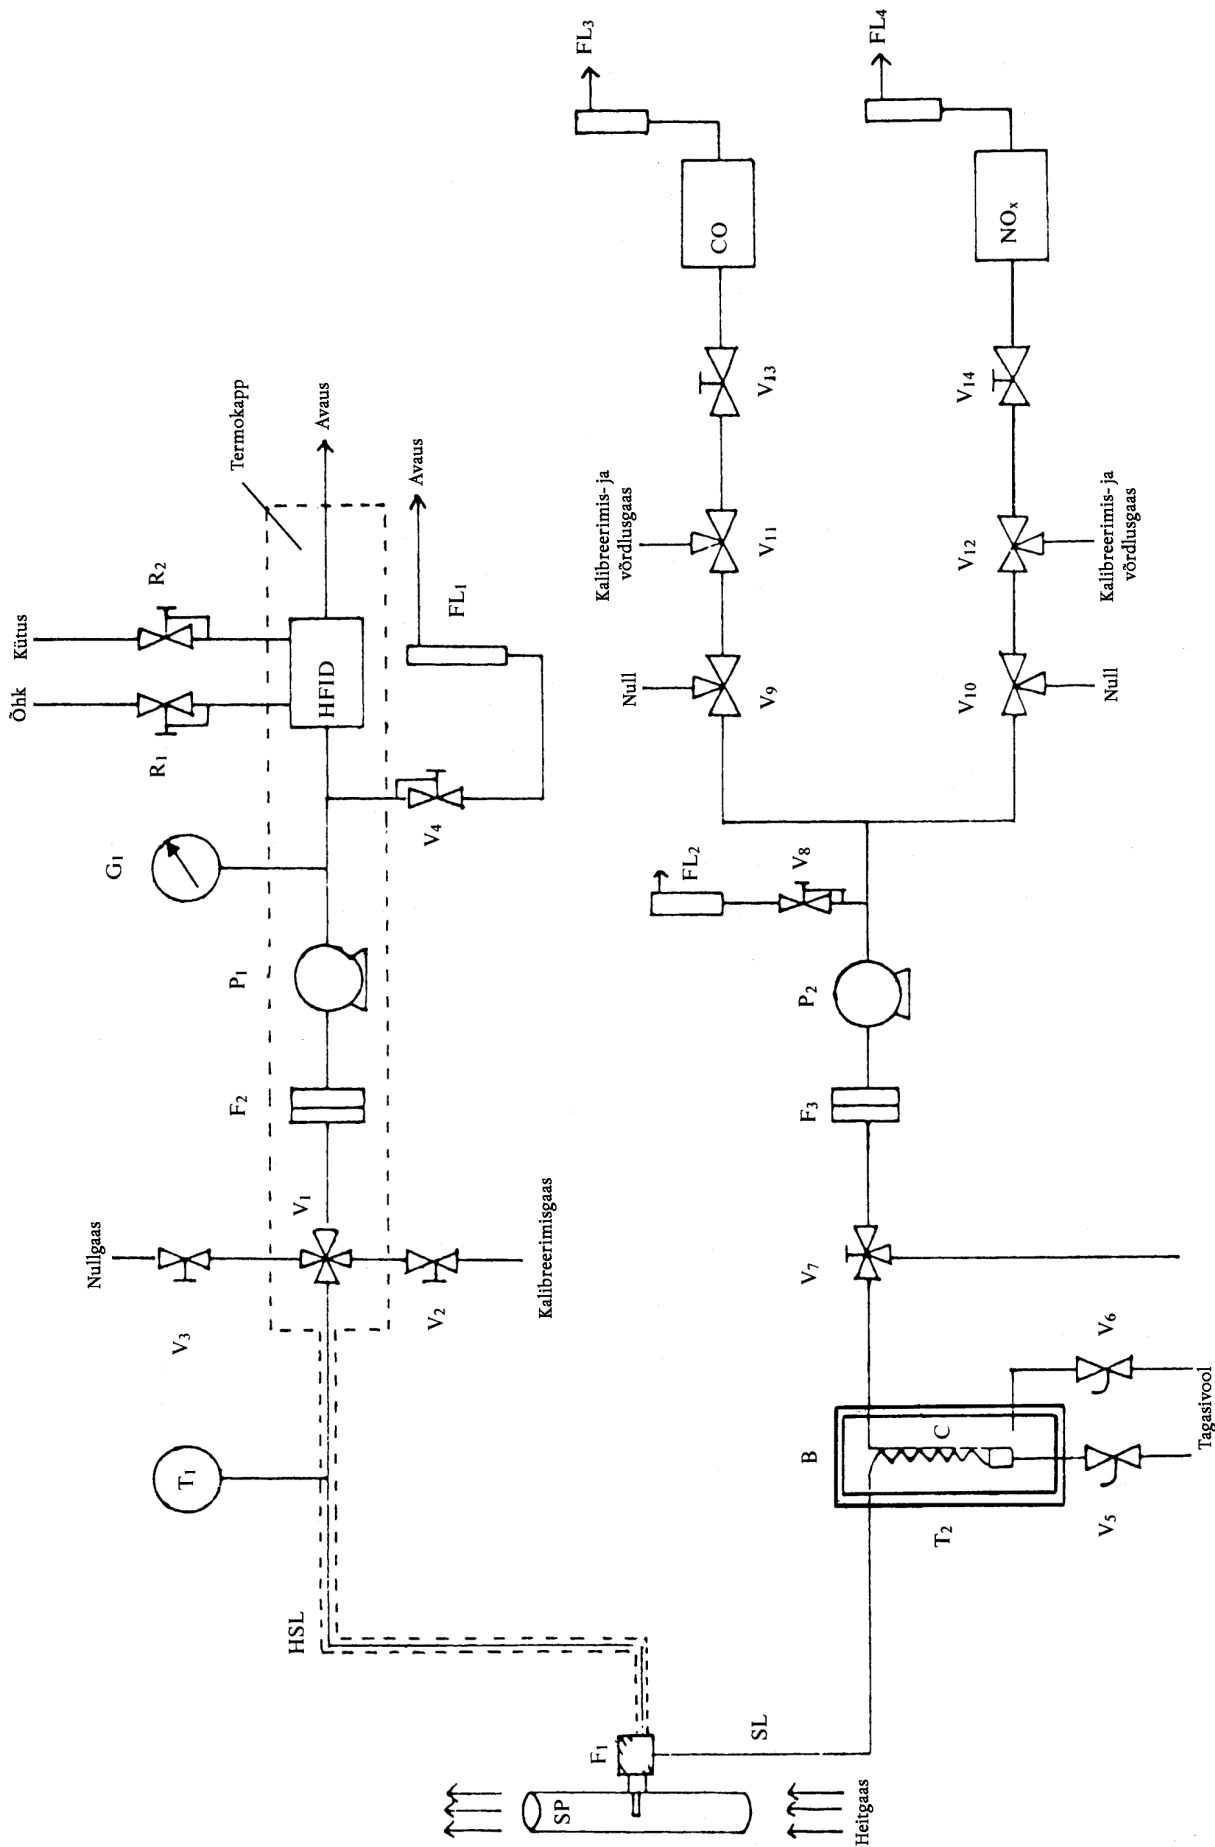 FL3
FL4
CO
NOx
V13
V14
Termokapp
Avaus
Avaus
Kalibreerimis- ja
võrdlusgaas
V11
V12
Kalibreerimis- ja
võrdlusgaas
Kütus
R2
Õhk
R1
HFID
FL1
Null
V9
V10
Null
V4
G1
FL2
V8
P1
P2
F2
F3
Nullgaas
V1
V3
V2
Kalibreerimisgaas
V7
V6
T1
B
C
T2
V5
Tagasivool
HSL
SL
F1
SP
Heitgaas